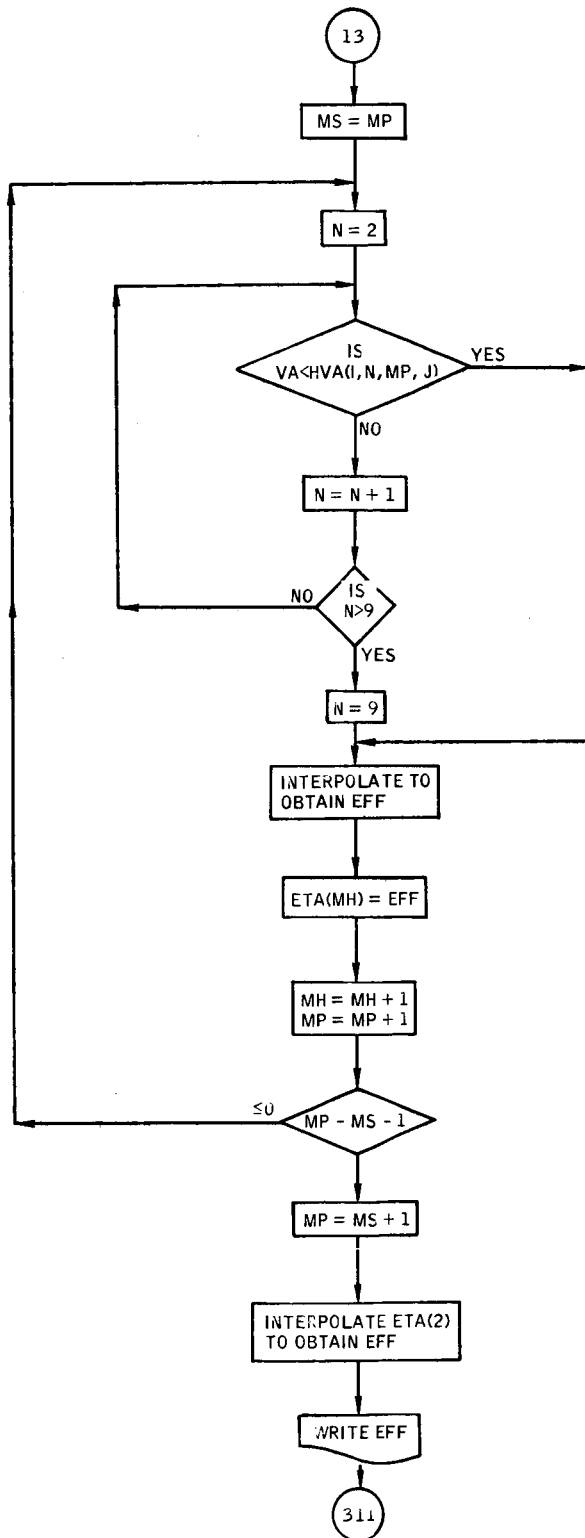 13
MS = MP
N = 2
IS
VA<HVA(I,N,MP,J)
YES
NO
N = N + 1
IS
N>9
NO
YES
N = 9
INTERPOLATE TO
OBTAIN EFF
ETA(MH) = EFF
MH = MH + 1
MP = MP + 1
≤0
MP - MS - 1
MP = MS + 1
INTERPOLATE ETA(2)
TO OBTAIN EFF
WRITE EFF
311